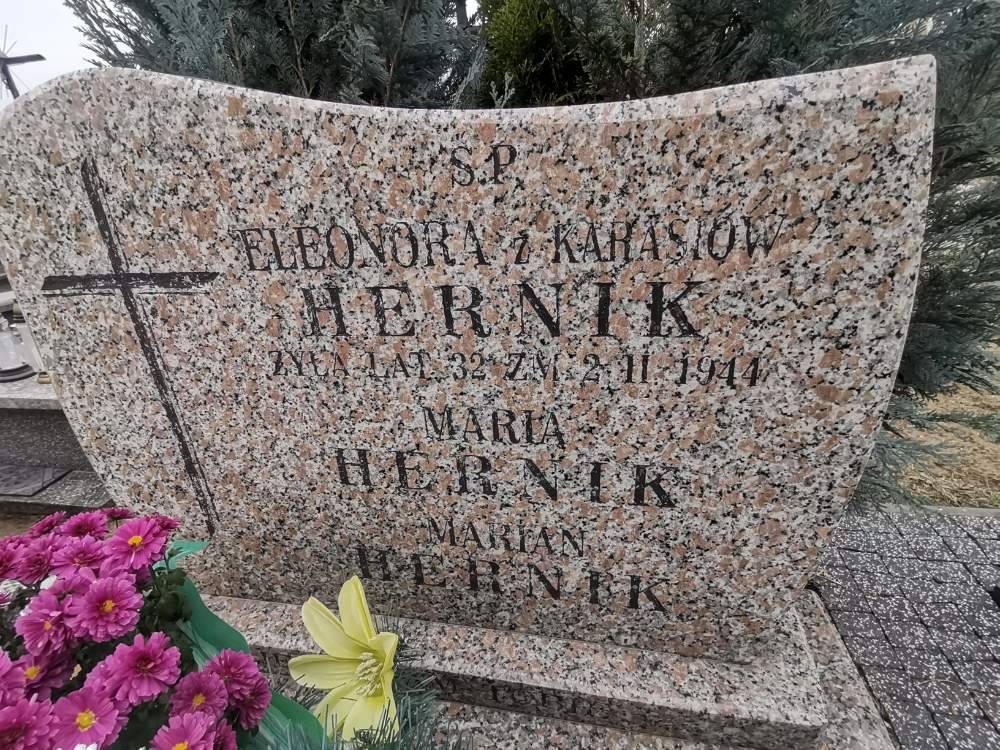 S P
ELEONORA z KARASIÓW
HERNIK
ŻYŁA LAT 32 ZM 2 II 1944
MARIA
HERNIK
MARIAN
HERNIK